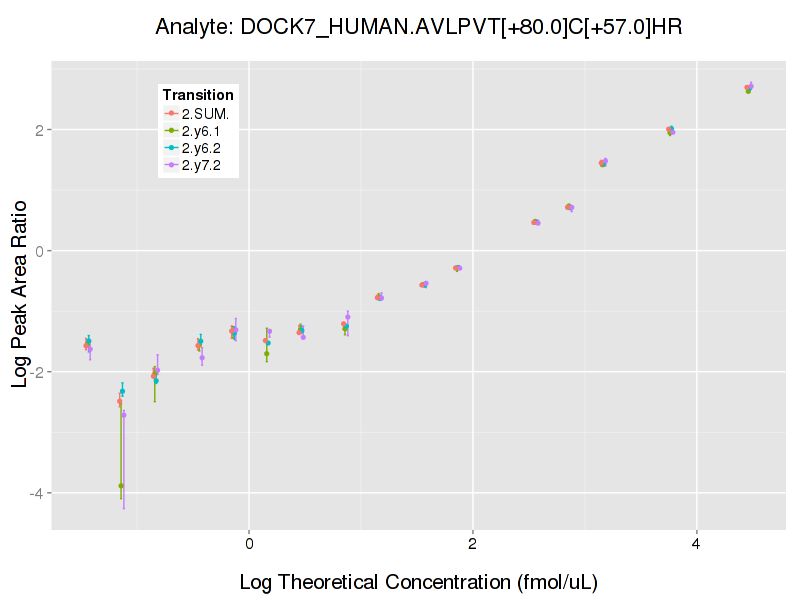 Analyte: DOCK7_HUMAN.AVLPVT[+80.0]C[+57.0]HR
Transition
2.SUM.
2.y6.1
2.y6.2
2.y7.2
Log Peak Area Ratio
2
0
-2
-4
0
2
4
Log Theoretical Concentration (fmol/uL)